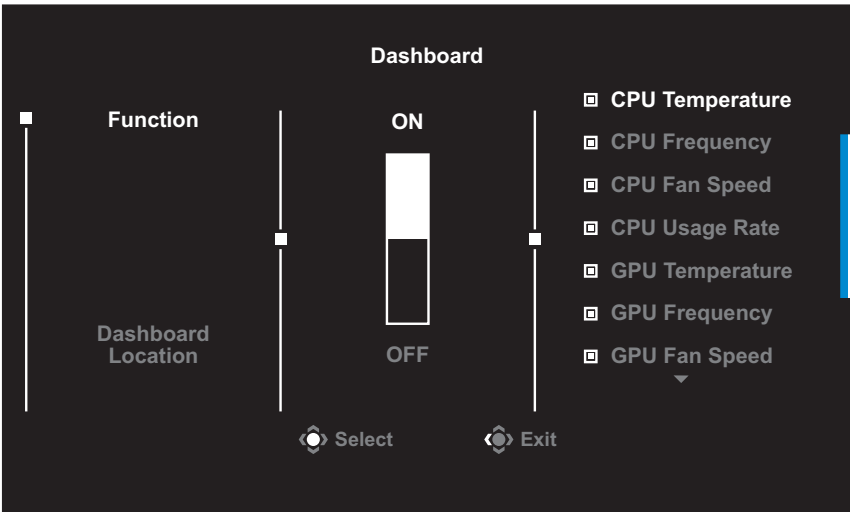 Dashboard
Function
Dashboard
Location
ON
OFF
CPU Temperature
CPU Frequency
CPU Fan Speed
CPU Usage Rate
GPU Temperature
GPU Frequency
GPU Fan Speed
Select
Exit